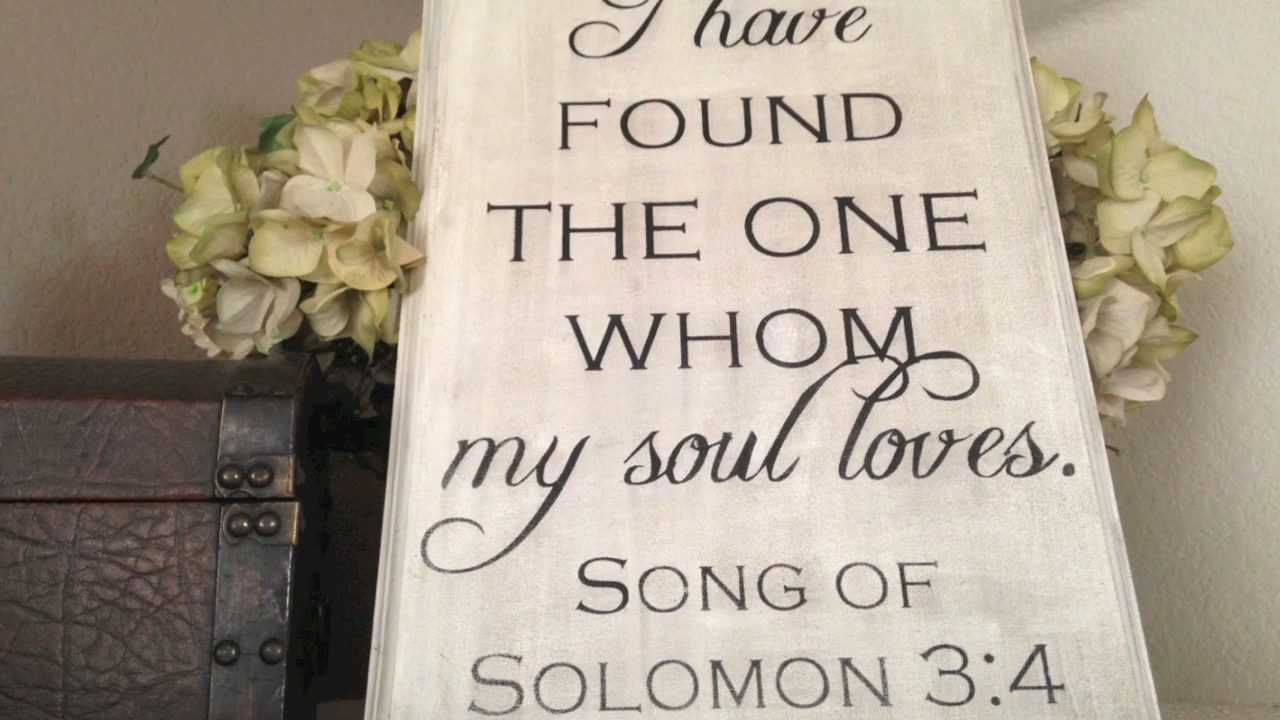 I have
FOUND
THE ONE
WHOM
my soul loves.
SONG OF
SOLOMON 3:4